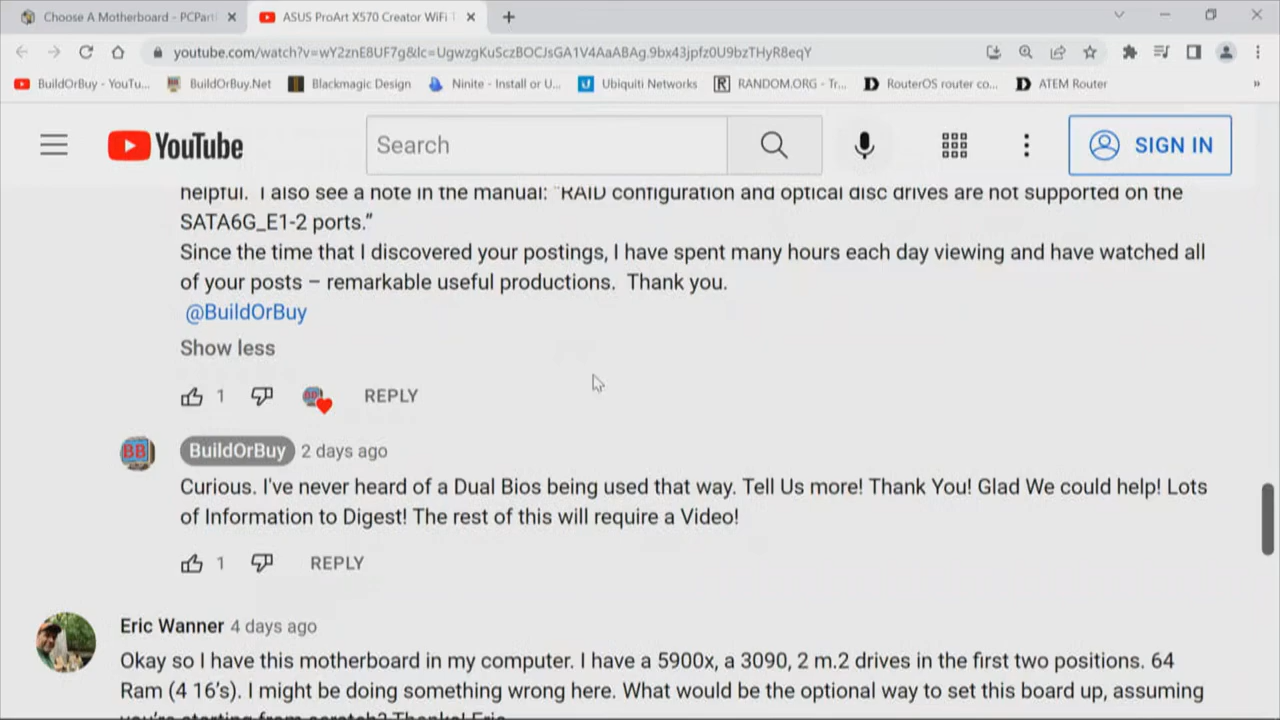 Choose A Motherboard - PCPart
ASUS ProArt X570 Creator WiFi
youtube.com/watch?v=wY2znE8UF7g&lc=UgwzgKuSczBOCJsGA1V4AaABAg.9bx43jpfz0U9bzTHyR8eqY
BuildOrBuy - YouTu... BuildOrBuy.Net Blackmagic Design Ninite - Install or U... Ubiquiti Networks RANDOM.ORG - Tr... RouterOS router co... ATEM Router »
YouTube Search SIGN IN
helpful. I also see a note in the manual: "RAID configuration and optical disc drives are not supported on the
SATA6G_E1-2 ports.”
Since the time that I discovered your postings, I have spent many hours each day viewing and have watched all
of your posts – remarkable useful productions. Thank you.
@BuildOrBuy
Show less
1 REPLY
BB BuildOrBuy 2 days ago
Curious. I've never heard of a Dual Bios being used that way. Tell Us more! Thank You! Glad We could help! Lots
of Information to Digest! The rest of this will require a Video!
1 REPLY
Eric Wanner 4 days ago
Okay so I have this motherboard in my computer. I have a 5900x, a 3090, 2 m.2 drives in the first two positions. 64
Ram (4 16's). I might be doing something wrong here. What would be the optional way to set this board up, assuming
you're starting from scratch? Thanks! Eric